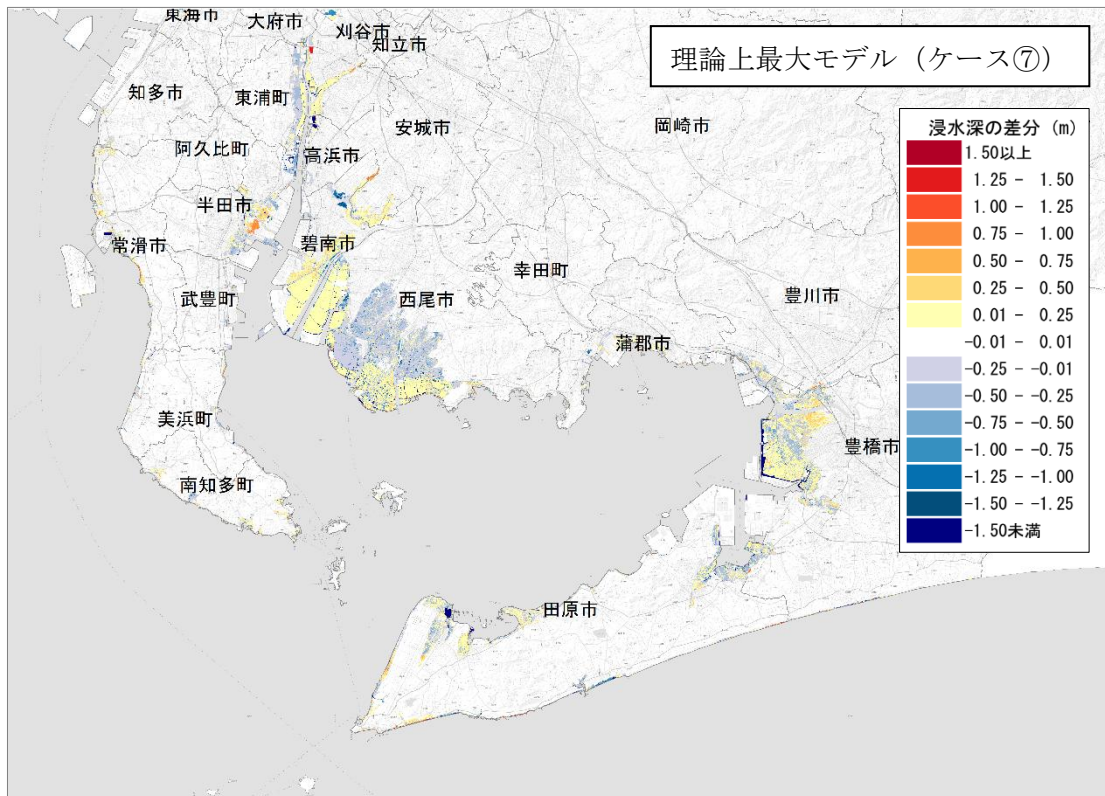 東海市
大府市
刈谷市
知立市
理論上最大モデル（ケース⑦）
知多市
東浦町
安城市
岡崎市
阿久比町
高浜市
半田市
常滑市
碧南市
幸田町
武豊町
西尾市
豊川市
蒲郡市
美浜町
豊橋市
南知多町
田原市
浸水深の差分 (m)
1.50以上
1.25 - 1.50
1.00 - 1.25
0.75 - 1.00
0.50 - 0.75
0.25 - 0.50
0.01 - 0.25
-0.01 - 0.01
-0.25 - -0.01
-0.50 - -0.25
-0.75 - -0.50
-1.00 - -0.75
-1.25 - -1.00
-1.50 - -1.25
-1.50未満